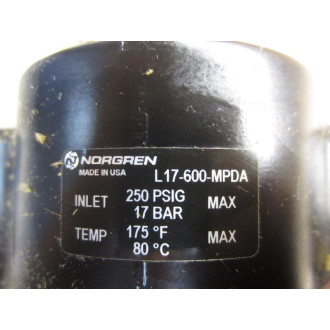 NORGREN
MADE IN USA L17-600-MPDA
INLET 250 PSIG MAX
17 BAR
TEMP 175 °F MAX
80 °C